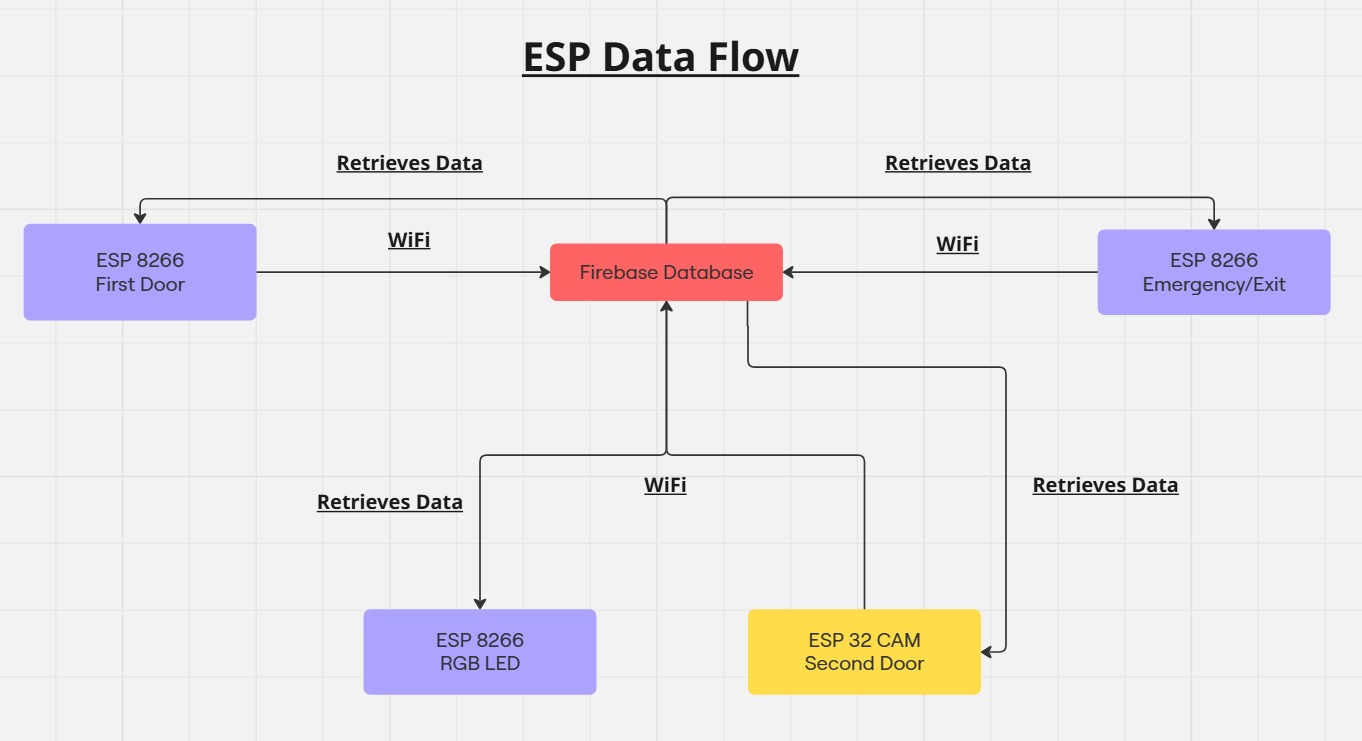 ESP Data Flow
Retrieves Data
Retrieves Data
WiFi
WiFi
ESP 8266
First Door
Firebase Database
ESP 8266
Emergency/Exit
Retrieves Data
WiFi
Retrieves Data
ESP 8266
RGB LED
ESP 32 CAM
Second Door